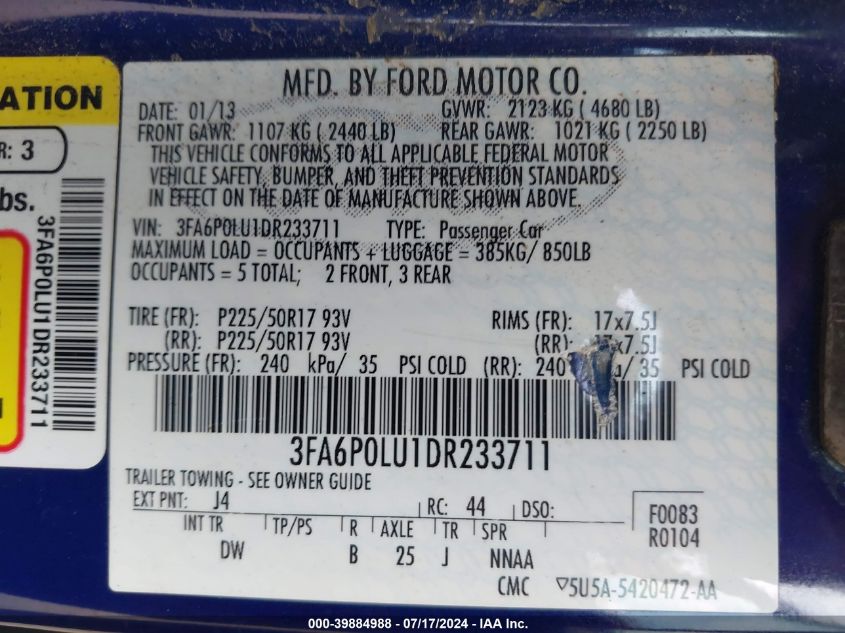 ATION
R: 3
bs.
3FA6P0LU1DR233711
MFD. BY FORD MOTOR CO.
DATE: 01/13 GVWR: 2123 KG ( 4680 LB)
FRONT GAWR: 1107 KG ( 2440 LB) REAR GAWR: 1021 KG ( 2250 LB)
THIS VEHICLE CONFORMS TO ALL APPLICABLE FEDERAL MOTOR
VEHICLE SAFETY, BUMPER, AND THEFT PREVENTION STANDARDS
IN EFFECT ON THE DATE OF MANUFACTURE SHOWN ABOVE.
VIN: 3FA6P0LU1DR233711 TYPE: Passenger Car
MAXIMUM LOAD = OCCUPANTS + LUGGAGE = 385KG/ 850LB
OCCUPANTS = 5 TOTAL; 2 FRONT, 3 REAR
TIRE (FR): P225/50R17 93V RIMS (FR): 17x7.5J
(RR): P225/50R17 93V (RR): 17x7.5J
PRESSURE (FR): 240 kPa/ 35 PSI COLD (RR): 240 / 35 PSI COLD
3FA6P0LU1DR233711
TRAILER TOWING - SEE OWNER GUIDE
EXT PNT: J4 RC: 44 DSO:
F0083
R0104
INT TR TP/PS R AXLE TR SPR
DW B 25 J NNAA
CMC ▽5U5A-5420472-AA
000-39884988 - 07/17/2024 - IAA Inc.